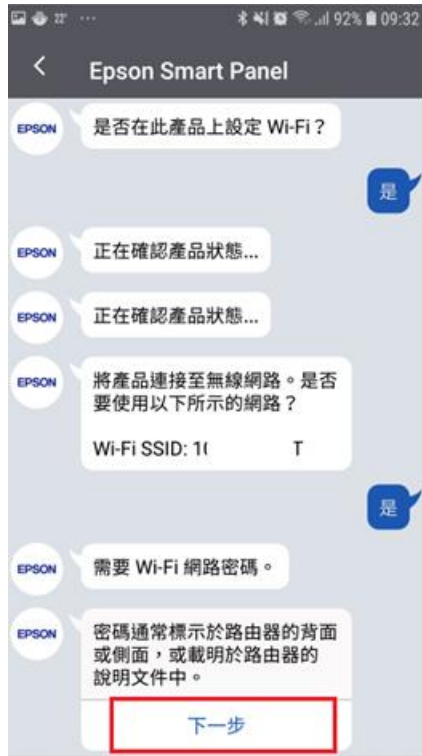 22° ... 92% 09:32
Epson Smart Panel
EPSON
是否在此產品上設定 Wi-Fi？
是
EPSON
正在確認產品狀態...
EPSON
正在確認產品狀態...
EPSON
將產品連接至無線網路。是否
要使用以下所示的網路？
Wi-Fi SSID: 1( T
是
EPSON
需要 Wi-Fi 網路密碼。
EPSON
密碼通常標示於路由器的背面
或側面，或載明於路由器的
說明文件中。
下一步